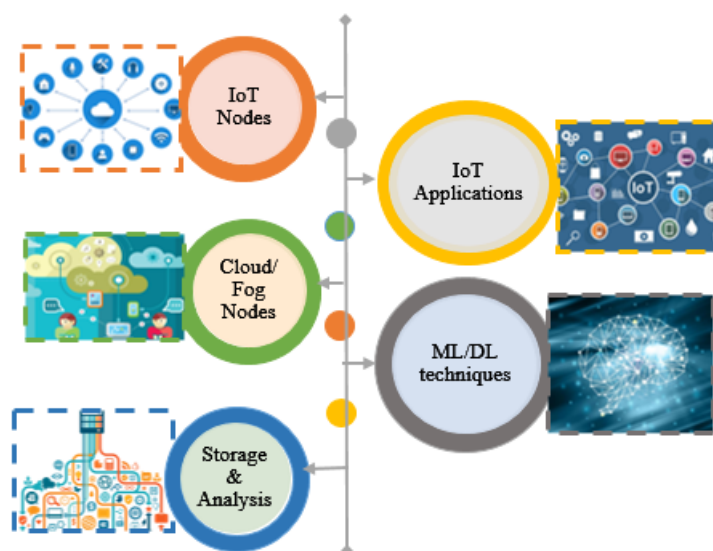 IoT
Nodes
IoT
Applications
IoT
Cloud/
Fog
Nodes
ML/DL
techniques
Storage
&
Analysis